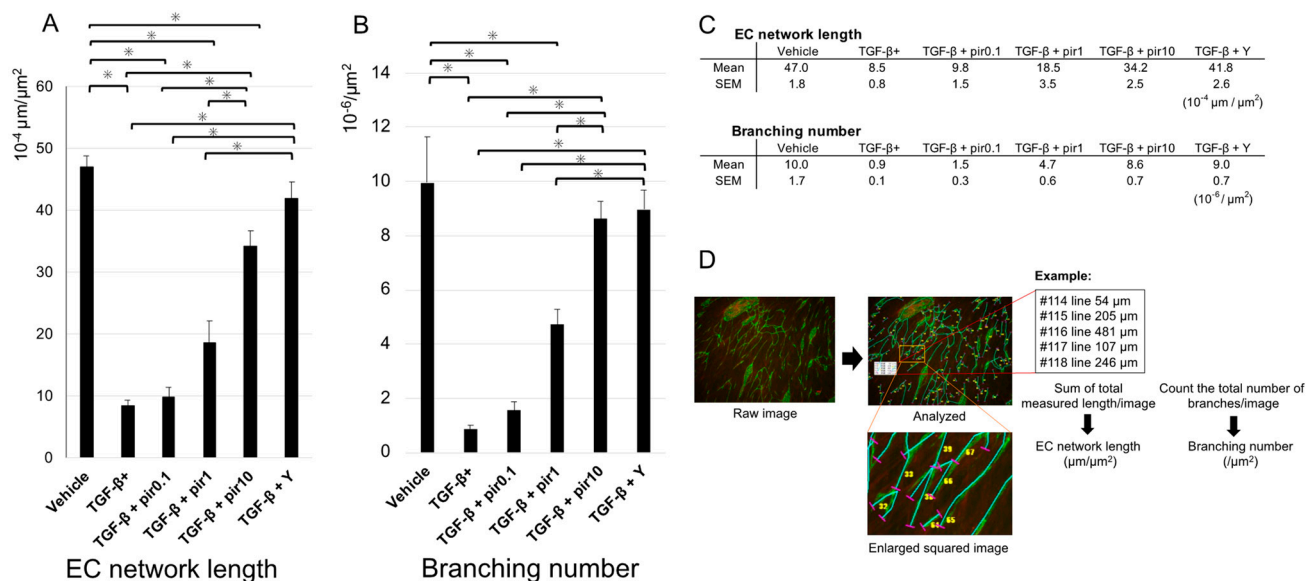 A
10⁻⁴ μm/μm²
60
50
40
30
20
10
0
* * * * * * * * * * *
Vehicle
TGF-β+
TGF-β + pir0.1
TGF-β + pir1
TGF-β + pir10
TGF-β + Y
EC network length
B
10⁻⁶/μm²
14
12
10
8
6
4
2
0
* * * * * * * * *
Vehicle
TGF-β+
TGF-β + pir0.1
TGF-β + pir1
TGF-β + pir10
TGF-β + Y
Branching number
C
EC network length
Vehicle TGF-β+ TGF-β + pir0.1 TGF-β + pir1 TGF-β + pir10 TGF-β + Y
Mean 47.0 8.5 9.8 18.5 34.2 41.8
SEM 1.8 0.8 1.5 3.5 2.5 2.6
(10⁻⁴ μm / μm²)
Branching number
Vehicle TGF-β+ TGF-β + pir0.1 TGF-β + pir1 TGF-β + pir10 TGF-β + Y
Mean 10.0 0.9 1.5 4.7 8.6 9.0
SEM 1.7 0.1 0.3 0.6 0.7 0.7
(10⁻⁶ / μm²)
D
Example:
#114 line 54 μm
#115 line 205 μm
#116 line 481 μm
#117 line 107 μm
#118 line 246 μm
Raw image
Analyzed
Sum of total
measured length/image
EC network length
(μm/μm²)
Count the total number of
branches/image
Branching number
(/μm²)
39
67
33
66
32
35
64
65
Enlarged squared image